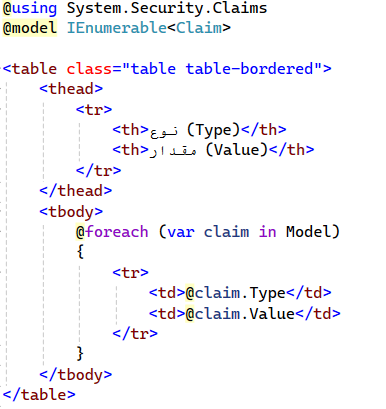 @using System.Security.Claims
@model IEnumerable<Claim>

<table class="table table-bordered">
    <thead>
        <tr>
            <th>نوع (Type)</th>
            <th>مقدار (Value)</th>
        </tr>
    </thead>
    <tbody>
        @foreach (var claim in Model)
        {
            <tr>
                <td>@claim.Type</td>
                <td>@claim.Value</td>
            </tr>
        }
    </tbody>
</table>